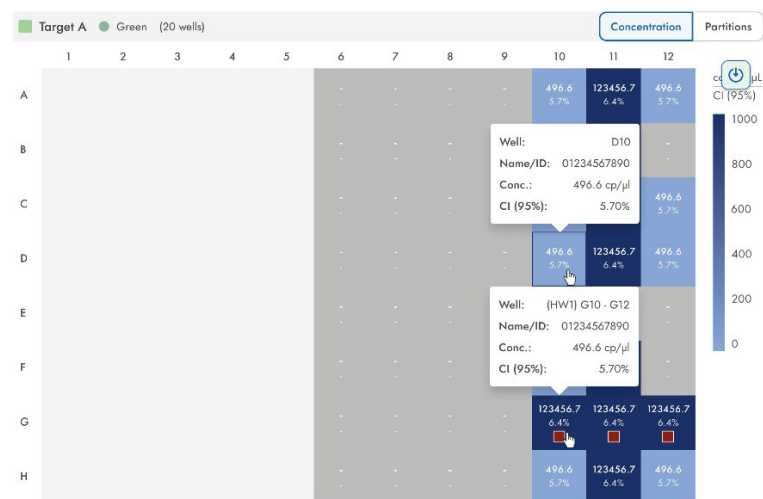 Target A Green (20 wells) Concentration Partitions
1 2 3 4 5 6 7 8 9 10 11 12
A - - - - 496.6 123456.7 496.6
- - - - 5.7% 6.4% 5.7%
CI (95%)
1000
B - - - - -
- - - - -
Well: D10
Name/ID: 01234567890
Conc.: 496.6 cp/µl
CI (95%): 5.70%
800
C - - - - 496.6
- - - - 5.7%
600
D - - - - 496.6 123456.7 496.6
- - - - 5.7% 6.4% 5.7%
400
E - - - - -
- - - - -
Well: (HW1) G10 - G12
Name/ID: 01234567890
Conc.: 496.6 cp/µl
CI (95%): 5.70%
200
0
F - - - - -
- - - - -
G - - - - 123456.7 123456.7 123456.7
- - - - 6.4% 6.4% 6.4%
H - - - - 496.6 123456.7 496.6
- - - - 5.7% 6.4% 5.7%